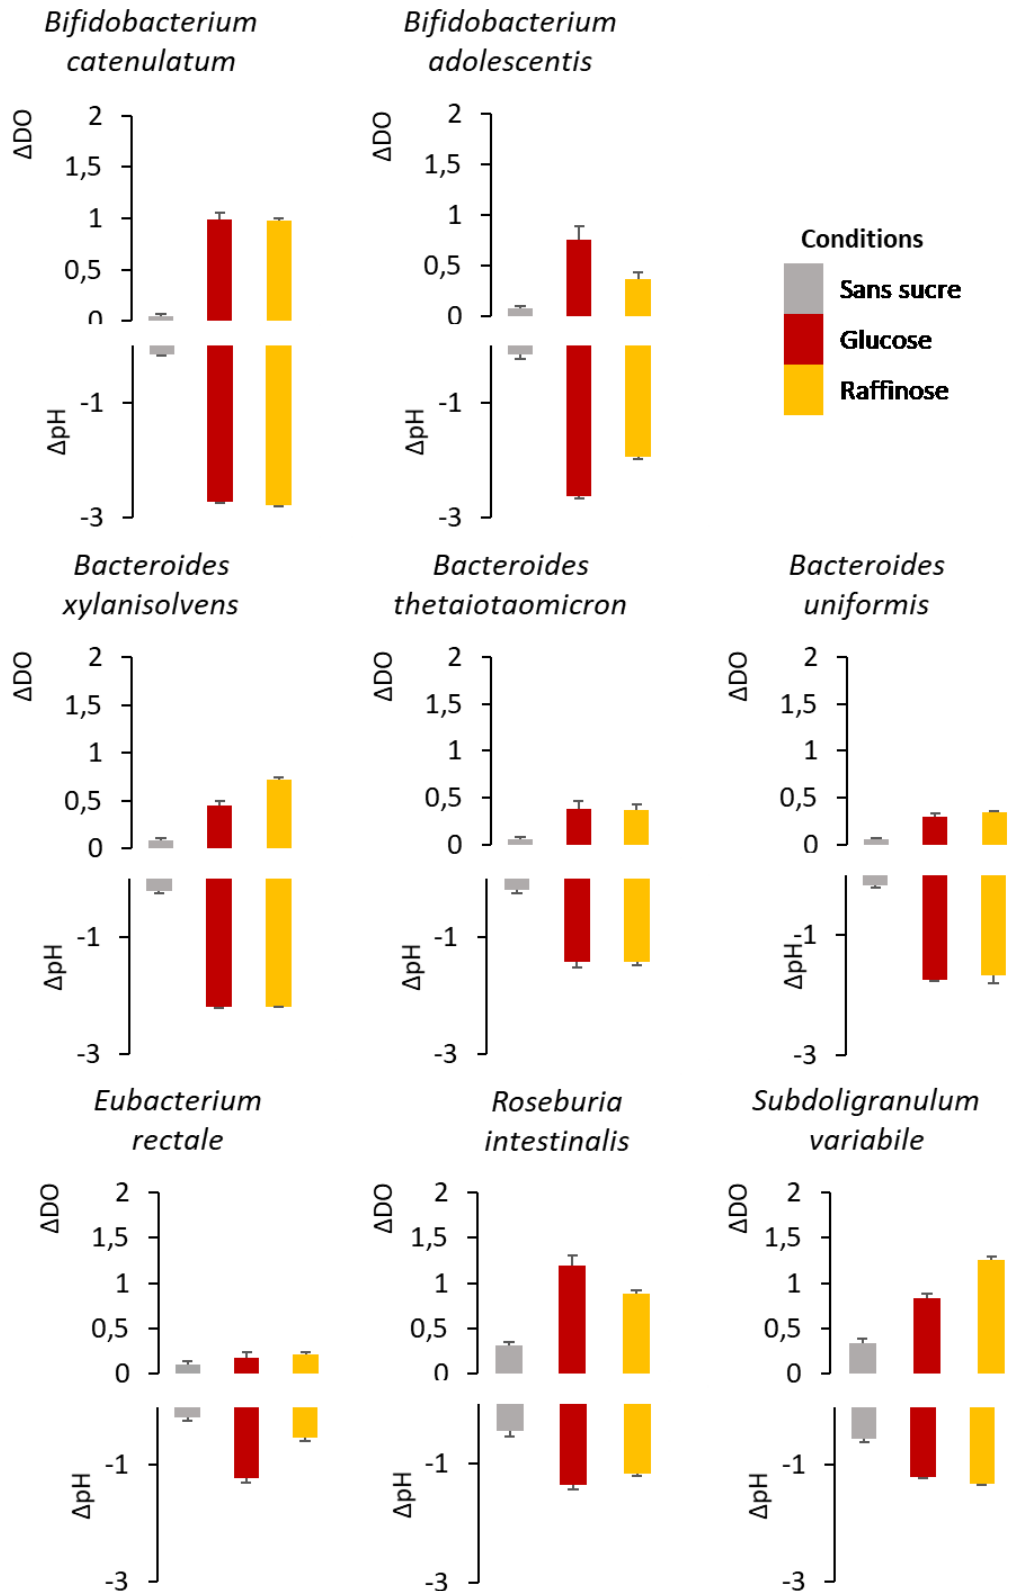 Bifidobacterium
catenulatum
ΔDO
2
1,5
1
0,5
0
ΔpH
-1
-3
Bifidobacterium
adolescentis
ΔDO
2
1,5
1
0,5
0
ΔpH
-1
-3
Conditions
Sans sucre
Glucose
Raffinose
Bacteroides
xylanisolvens
ΔDO
2
1,5
1
0,5
0
ΔpH
-1
-3
Bacteroides
thetaiotaomicron
ΔDO
2
1,5
1
0,5
0
ΔpH
-1
-3
Bacteroides
uniformis
ΔDO
2
1,5
1
0,5
0
ΔpH
-1
-3
Eubacterium
rectale
ΔDO
2
1,5
1
0,5
0
ΔpH
-1
-3
Roseburia
intestinalis
ΔDO
2
1,5
1
0,5
0
ΔpH
-1
-3
Subdoligranulum
variabile
ΔDO
2
1,5
1
0,5
0
ΔpH
-1
-3